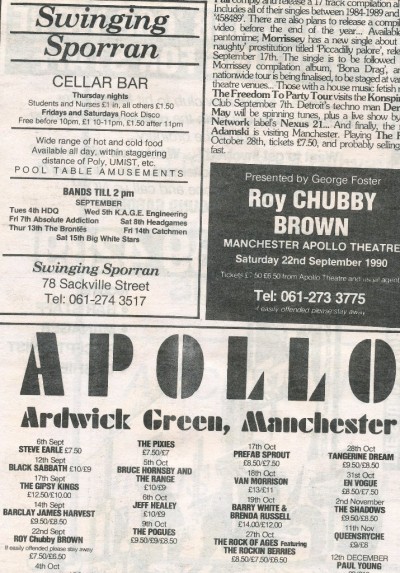 Swinging
Sporran
CELLAR BAR
Thursday nights
Students and Nurses £1 in, all others £1.50
Fridays and Saturdays Rock Disco
Free before 10pm, £1 10-11pm, £1.50 after 11pm
Wide range of hot and cold food
Available all day, within staggering
distance of Poly, UMIST, etc.
POOL TABLE AMUSEMENTS
BANDS TILL 2 pm
SEPTEMBER
Tues 4th HDQ Wed 5th K.A.G.E. Engineering
Fri 7th Absolute Addiction Sat 8th Headgames
Thur 13th The Brontës Fri 14th Catchmen
Sat 15th Big White Stars
Swinging Sporran
78 Sackville Street
Tel: 061-274 3517
comply and release a 17 track compilation al
includes all of their singles between 1984-1989 and
'458489'. There are also plans to release a compil
video before the end of the year... Available
pantomime; Morrissey has a new single about
naughty' prostitution titled 'Piccadilly palore', rele
September 17th. The single is to be followed
Morrissey compilation album, 'Bona Drag', an
nationwide tour is being finalised, to be staged at var
theatre venues... Those with a house music fetish n
The Freedom To Party Tour visits the Konspi
Club September 7th. Detroit's techno man Derr
May will be spinning tunes, plus a live show by
Network label's Nexus 21... And finally, the
Adamski is visiting Manchester. Playing The
October 28th, tickets £7.50, and probably selling
fast.
Presented by George Foster
Roy CHUBBY
BROWN
MANCHESTER APOLLO THEATRE
Saturday 22nd September 1990
Tickets £7.50 £6.50 from Apollo Theatre and usual agent
Tel: 061-273 3775
if easily offended please stay away
APOLLO
Ardwick Green, Manchester
6th Sept
STEVE EARLE £7.50
12th Sept
BLACK SABBATH £10/£9
17th Sept
THE GIPSY KINGS
£12.50/£10.00
14th Sept
BARCLAY JAMES HARVEST
£9.50/£8.50
22nd Sept
ROY Chubby BROWN
If easily offended please stay away
£7.50/£6.50
4th Oct
THE PIXIES
£7.50/£7
5th Oct
BRUCE HORNSBY AND
THE RANGE
£10/£9
6th Oct
JEFF HEALEY
£10/£9
9th Oct
THE POGUES
£9.50/£9/£8.50
17th Oct
PREFAB SPROUT
£8.50/£7.50
18th Oct
VAN MORRISON
£13/£11
19th Oct
BARRY WHITE &
BRENDA RUSSELL
£14.00/£12.00
27th Oct
THE ROCK OF AGES Featuring
THE ROCKIN BERRIES
£8.50/£7.50/£6.50
28th Oct
TANGERINE DREAM
£9.50/£8.50
31st Oct
EN VOGUE
£8.50/£7.50
2nd November
THE SHADOWS
£9.50/£8.50
11th Nov
QUEENSRYCHE
£9/£8
12th DECEMBER
PAUL YOUNG